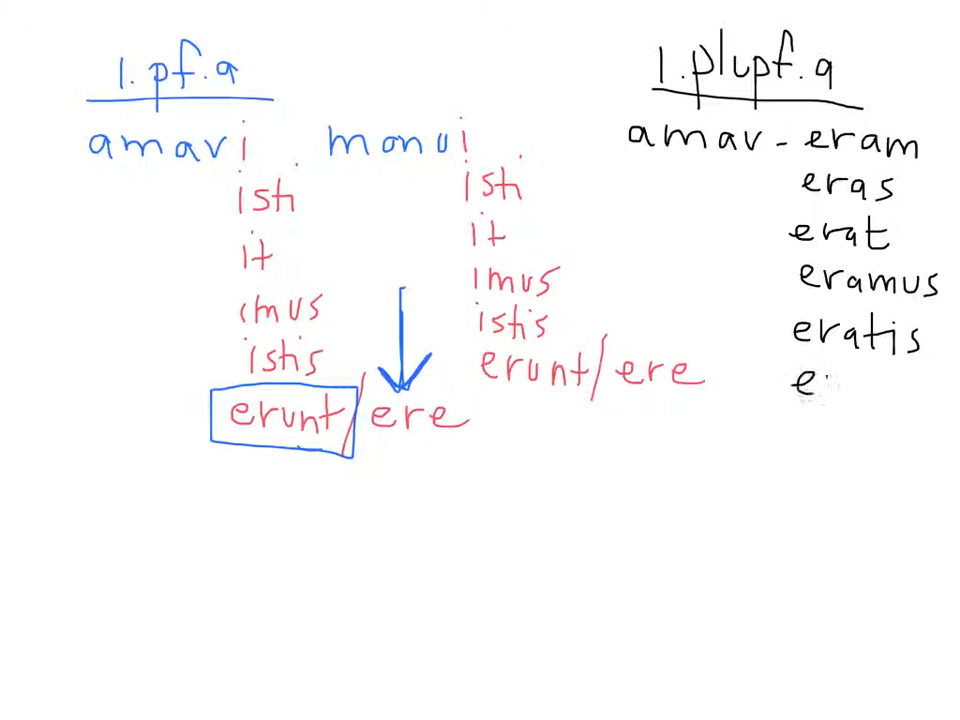 1. pf. a
amavi monui
isti isti
it it
imus imus
istis istis
erunt/ere erunt/ere
1. plupf. a
amav - eram
eras
erat
eramus
eratis
e